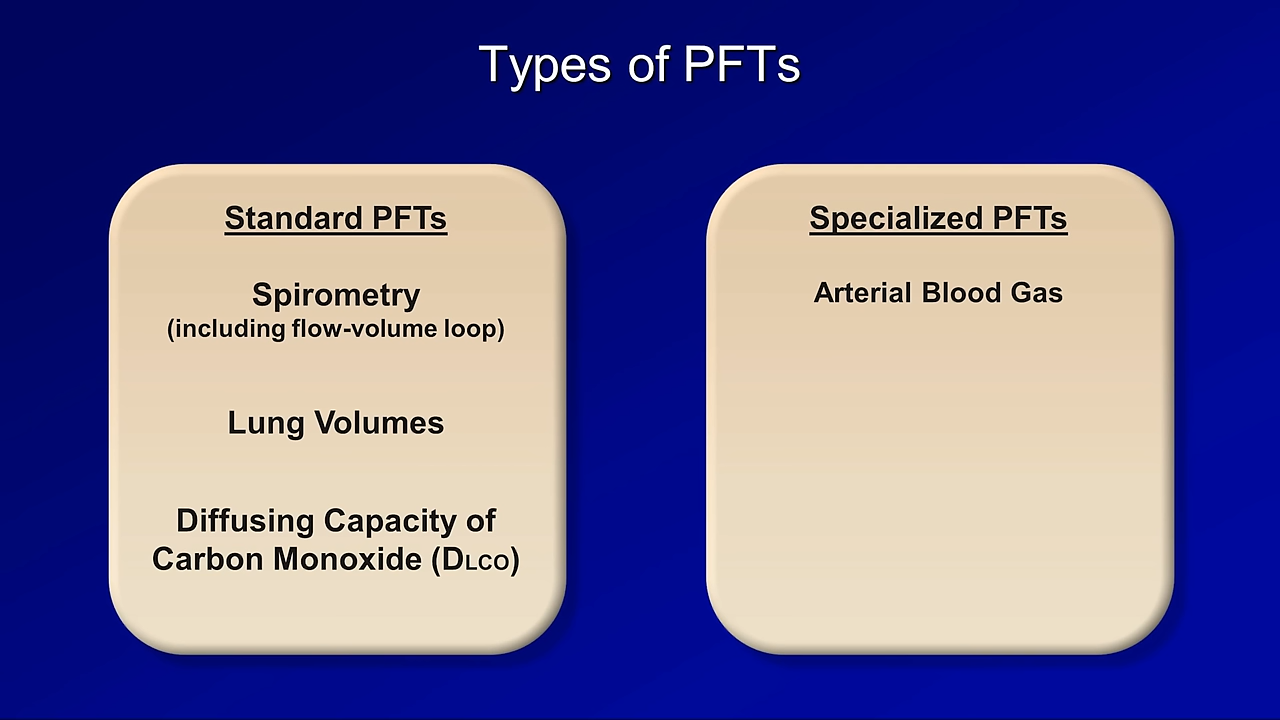 Types of PFTs
Standard PFTs
Spirometry
(including flow-volume loop)
Lung Volumes
Diffusing Capacity of
Carbon Monoxide (DLCO)
Specialized PFTs
Arterial Blood Gas